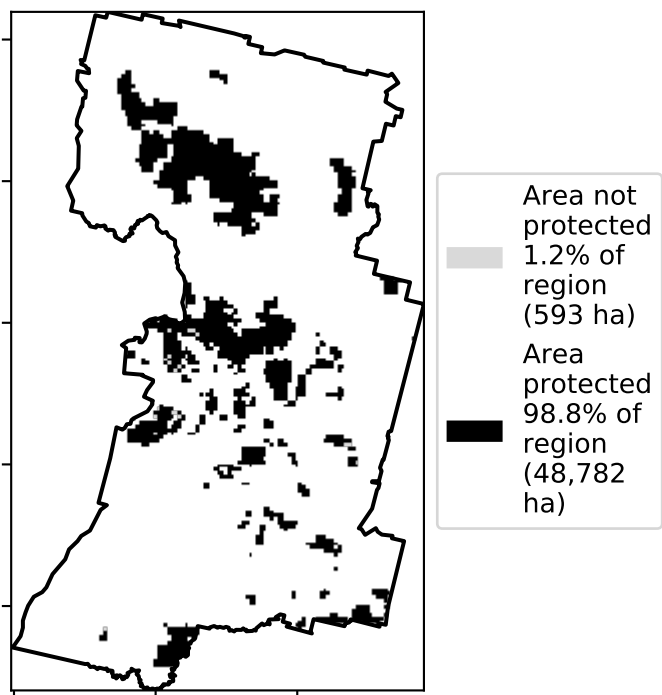 Area not
protected
1.2% of
region
(593 ha)
Area
protected
98.8% of
region
(48,782
ha)